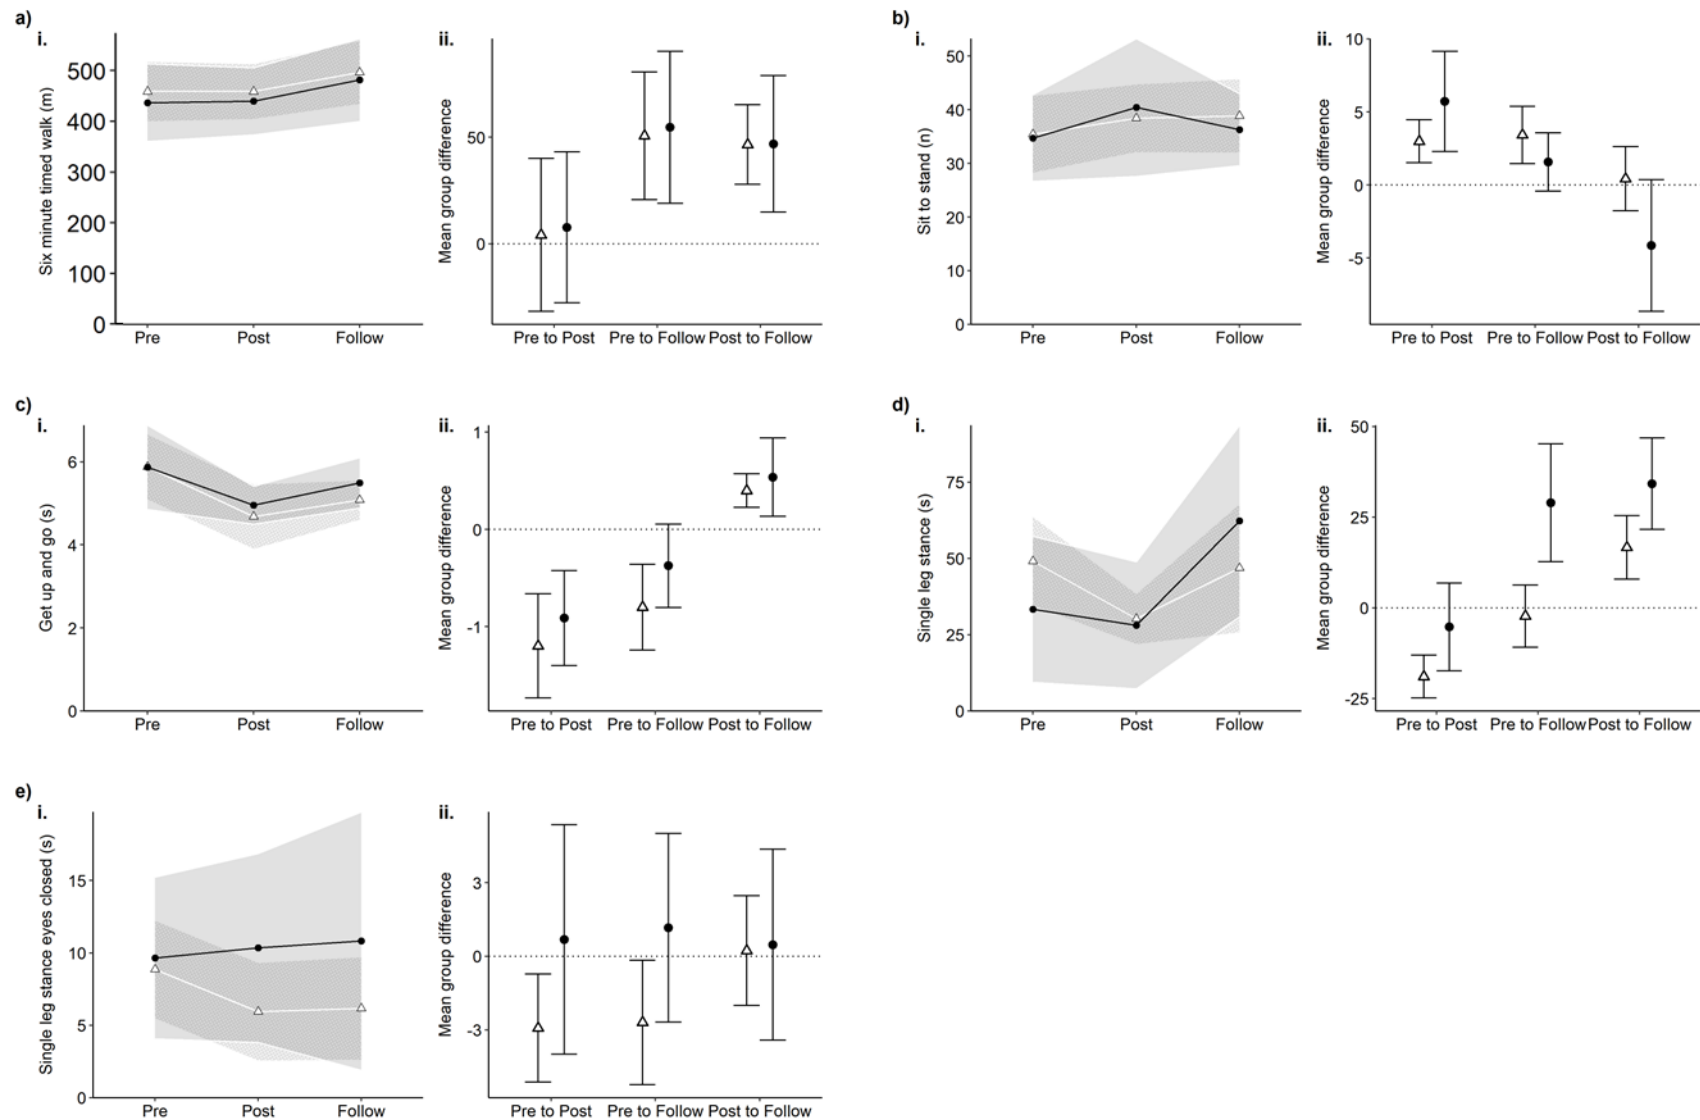 a)
i.
Six minute timed walk (m)
500
400
300
200
100
0
Pre Post Follow
ii.
Mean group difference
50
0
Pre to Post Pre to Follow Post to Follow
b)
i.
Sit to stand (n)
50
40
30
20
10
0
Pre Post Follow
ii.
Mean group difference
10
5
0
-5
Pre to Post Pre to Follow Post to Follow
c)
i.
Get up and go (s)
6
4
2
0
Pre Post Follow
ii.
Mean group difference
1
0
-1
Pre to Post Pre to Follow Post to Follow
d)
i.
Single leg stance (s)
75
50
25
0
Pre Post Follow
ii.
Mean group difference
50
25
0
-25
Pre to Post Pre to Follow Post to Follow
e)
i.
Single leg stance eyes closed (s)
15
10
5
0
Pre Post Follow
ii.
Mean group difference
3
0
-3
Pre to Post Pre to Follow Post to Follow